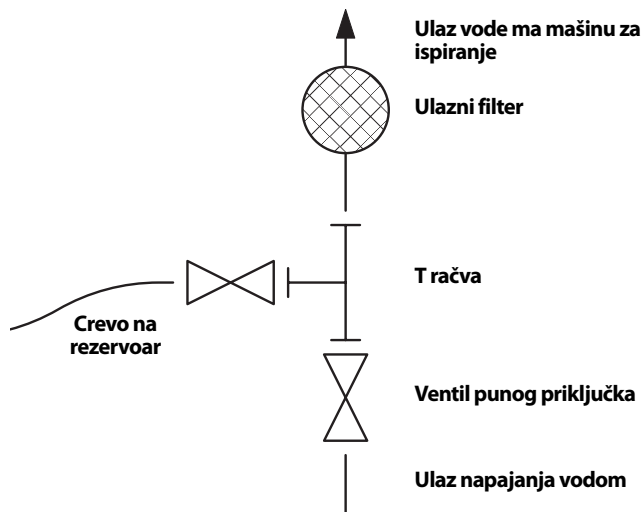 Ulaz vode ma mašinu za
ispiranje
Ulazni filter
T račva
Crevo na
rezervoar
Ventil punog priključka
Ulaz napajanja vodom